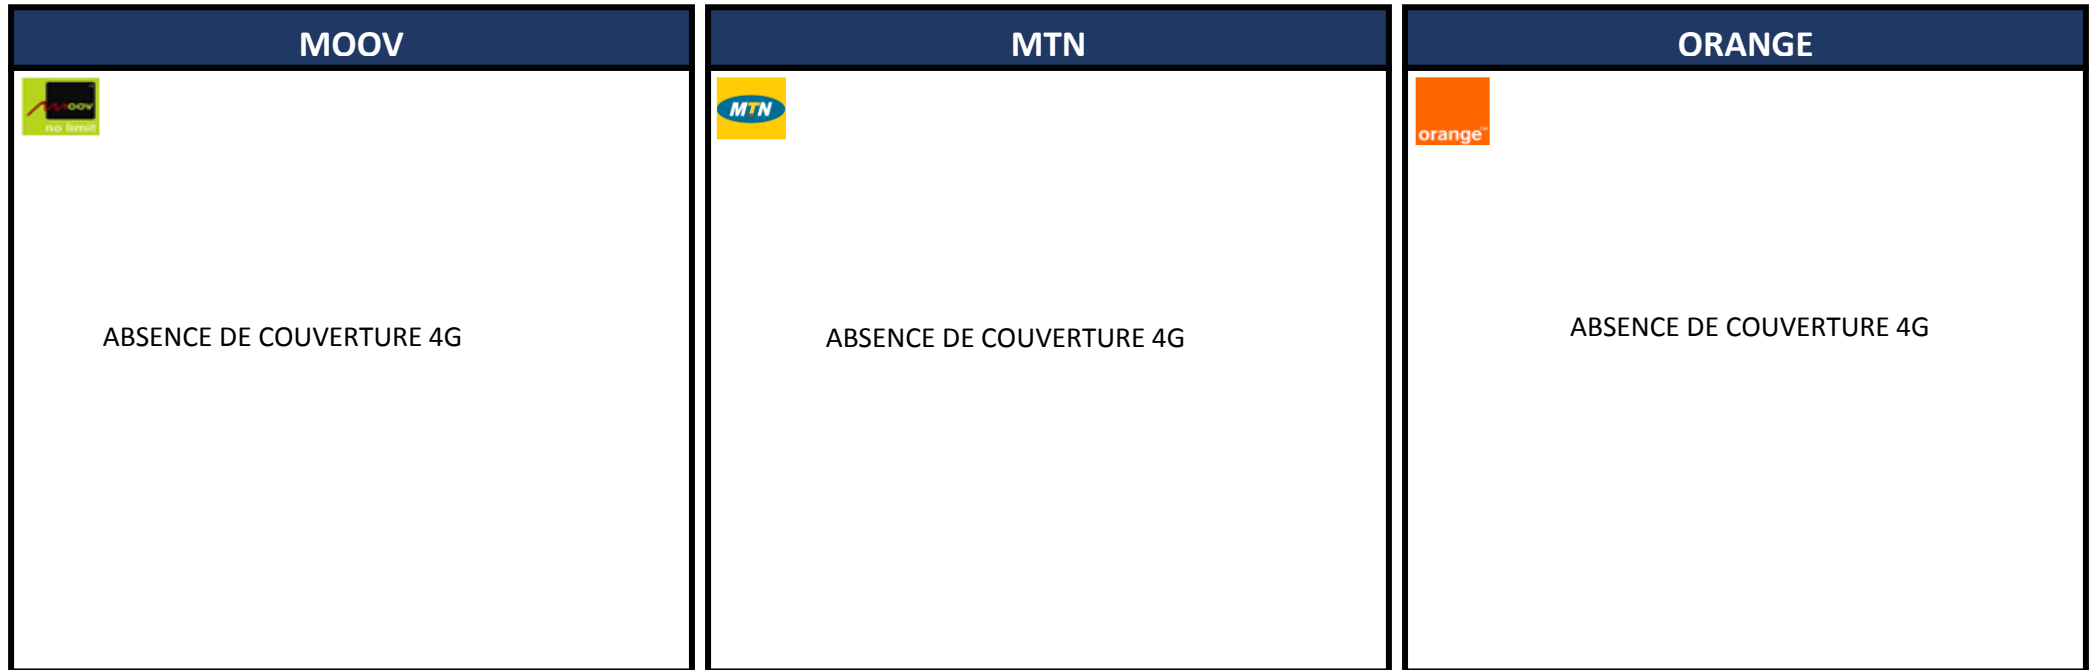 MOOV
MTN
ORANGE
moov
no limit
MTN
orange™
ABSENCE DE COUVERTURE 4G
ABSENCE DE COUVERTURE 4G
ABSENCE DE COUVERTURE 4G